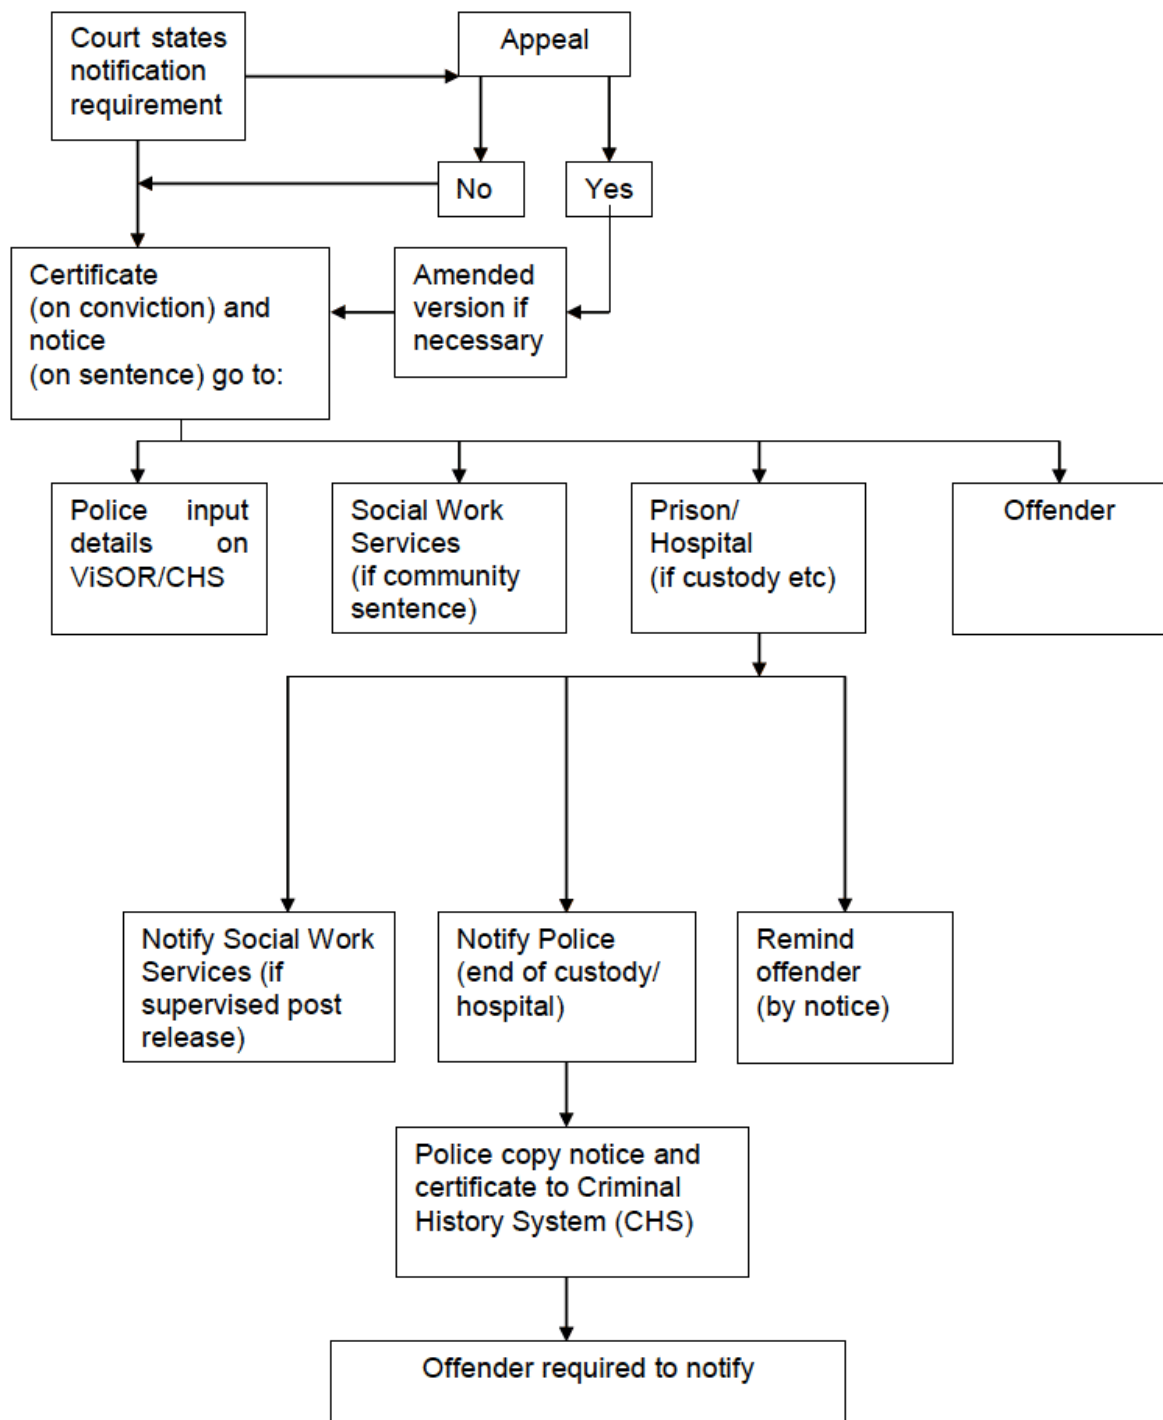 Court states
notification
requirement
Appeal
No
Yes
Certificate
(on conviction) and
notice
(on sentence) go to:
Amended
version if
necessary
Police input
details on
ViSOR/CHS
Social Work
Services
(if community
sentence)
Prison/
Hospital
(if custody etc)
Offender
Notify Social Work
Services (if
supervised post
release)
Notify Police
(end of custody/
hospital)
Remind
offender
(by notice)
Police copy notice and
certificate to Criminal
History System (CHS)
Offender required to notify